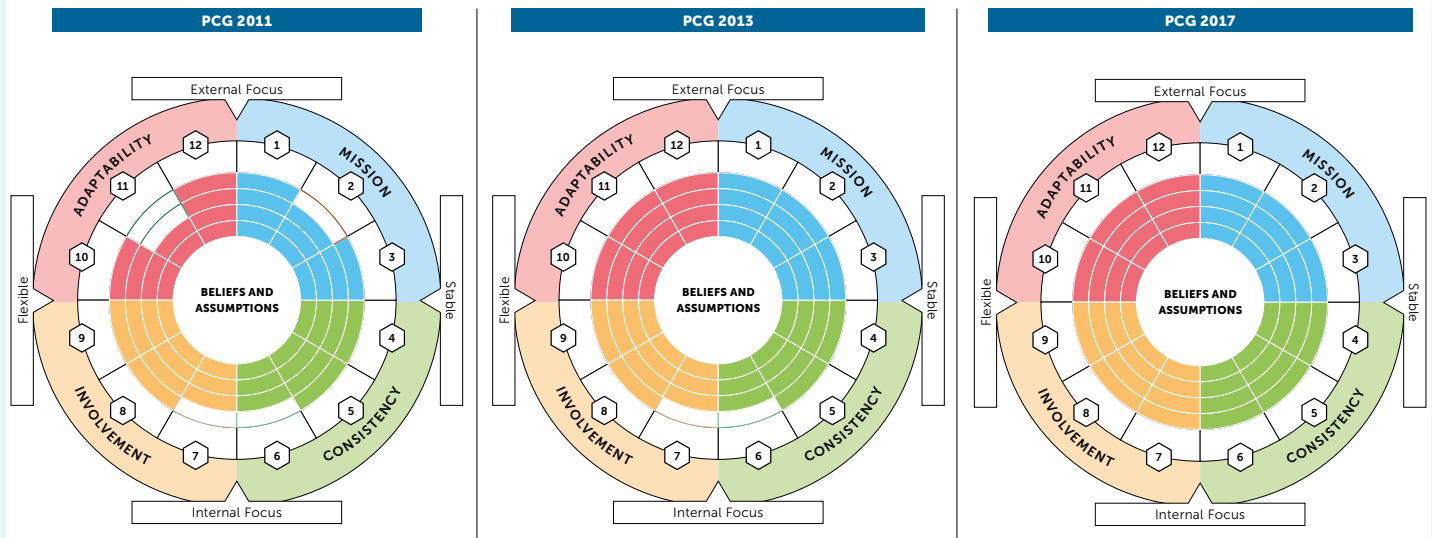 PCG 2011
External Focus
ADAPTABILITY
MISSION
12
1
11
2
10
3
Flexible
Stable
BELIEFS AND
ASSUMPTIONS
9
4
8
5
7
6
INVOLVEMENT
CONSISTENCY
Internal Focus
PCG 2013
External Focus
ADAPTABILITY
MISSION
12
1
11
2
10
3
Flexible
Stable
BELIEFS AND
ASSUMPTIONS
9
4
8
5
7
6
INVOLVEMENT
CONSISTENCY
Internal Focus
PCG 2017
External Focus
ADAPTABILITY
MISSION
12
1
11
2
10
3
Flexible
Stable
BELIEFS AND
ASSUMPTIONS
9
4
8
5
7
6
INVOLVEMENT
CONSISTENCY
Internal Focus